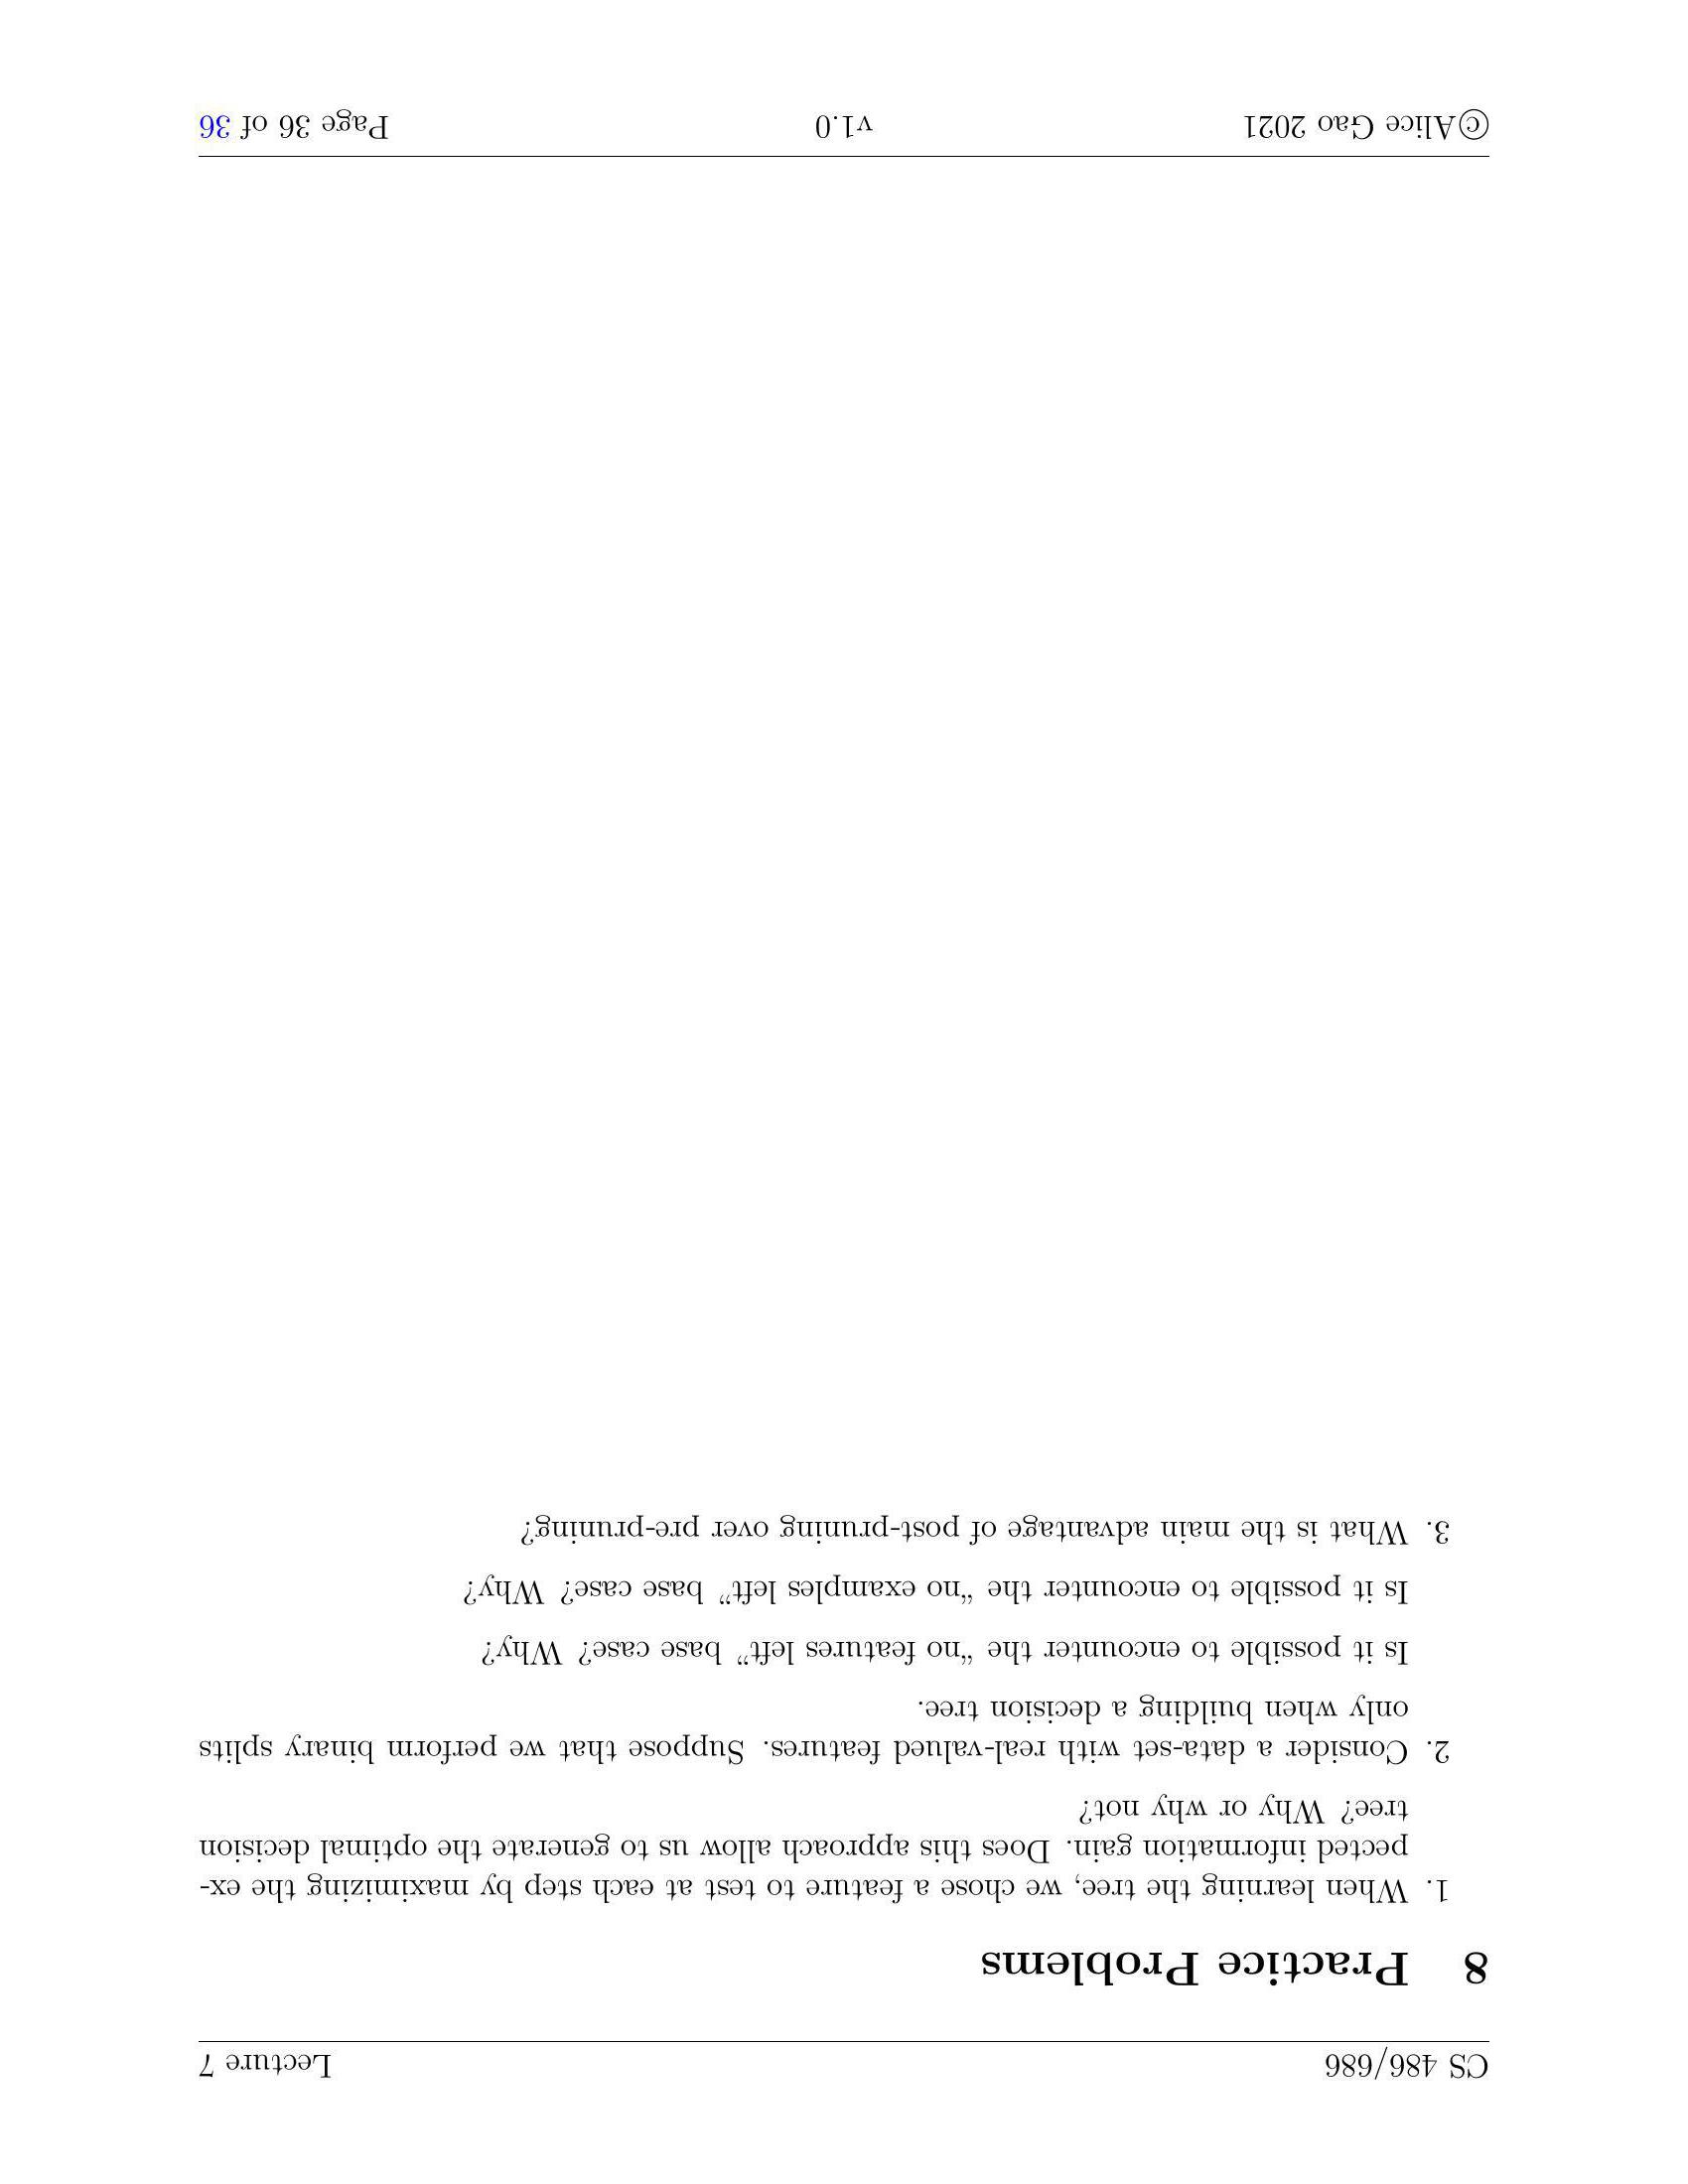 CS 486/686 Lecture 7
8 Practice Problems
1. When learning the tree, we chose a feature to test at each step by maximizing the ex-
pected information gain. Does this approach allow us to generate the optimal decision
tree? Why or why not?
2. Consider a data-set with real-valued features. Suppose that we perform binary splits
only when building a decision tree.
Is it possible to encounter the “no features left” base case? Why?
Is it possible to encounter the “no examples left” base case? Why?
3. What is the main advantage of post-pruning over pre-pruning?
©Alice Gao 2021 v1.0 Page 36 of 36